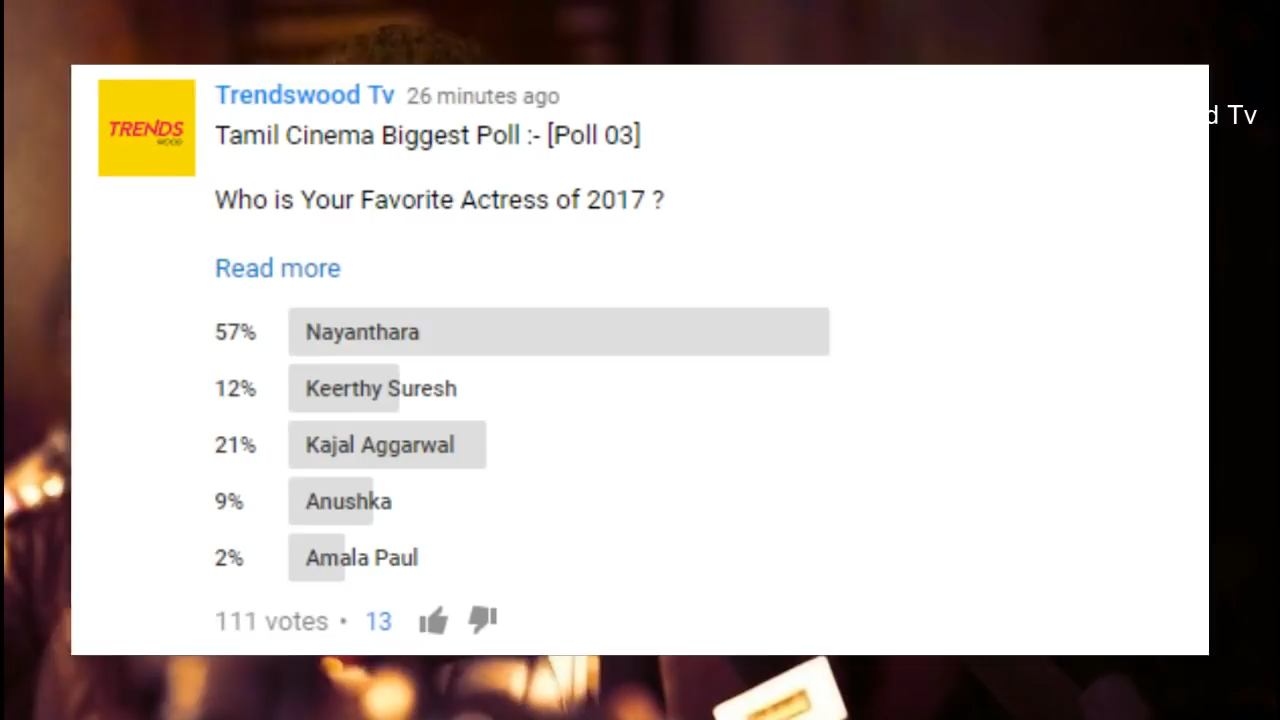 TRENDS
WOOD
Trendswood Tv 26 minutes ago
d Tv
Tamil Cinema Biggest Poll :- [Poll 03]
Who is Your Favorite Actress of 2017 ?
Read more
57% Nayanthara
12% Keerthy Suresh
21% Kajal Aggarwal
9% Anushka
2% Amala Paul
111 votes • 13